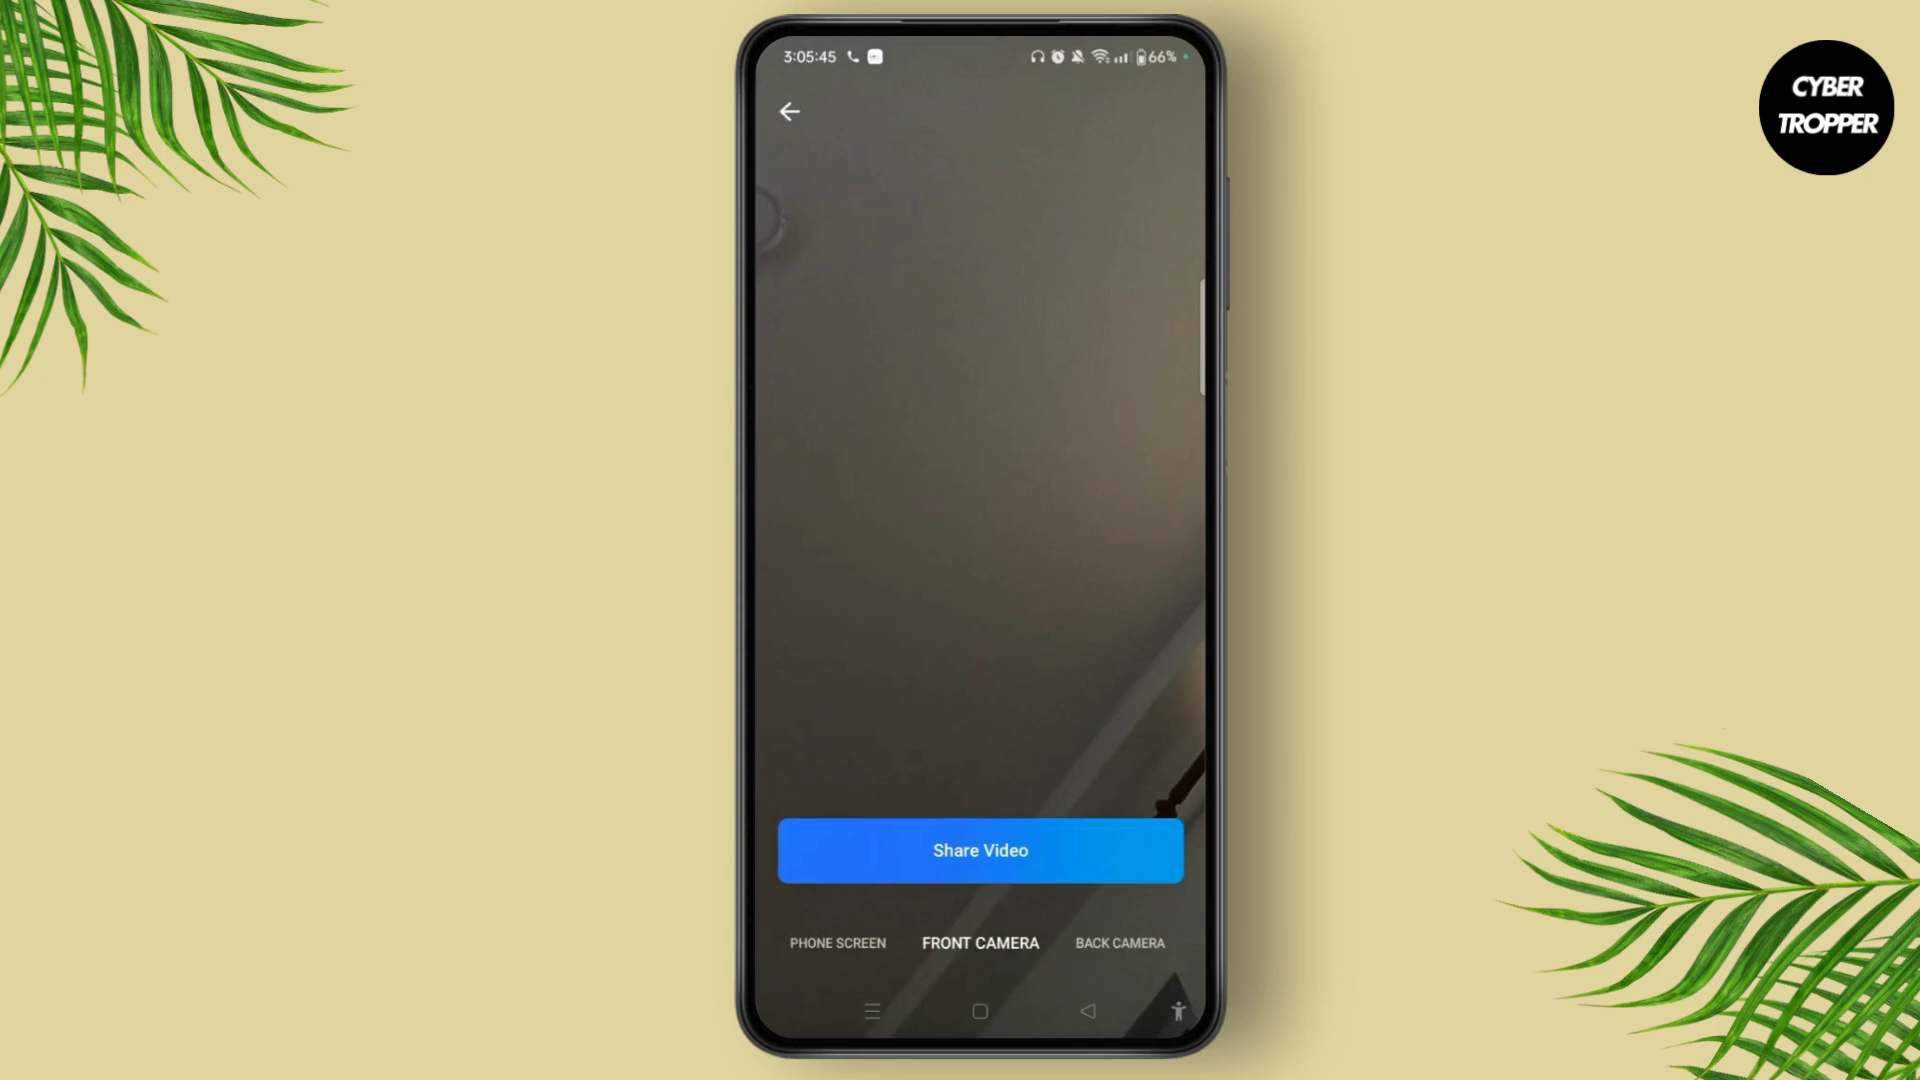 3:05:45
66%
CYBER
TROPPER
Share Video
PHONE SCREEN FRONT CAMERA BACK CAMERA